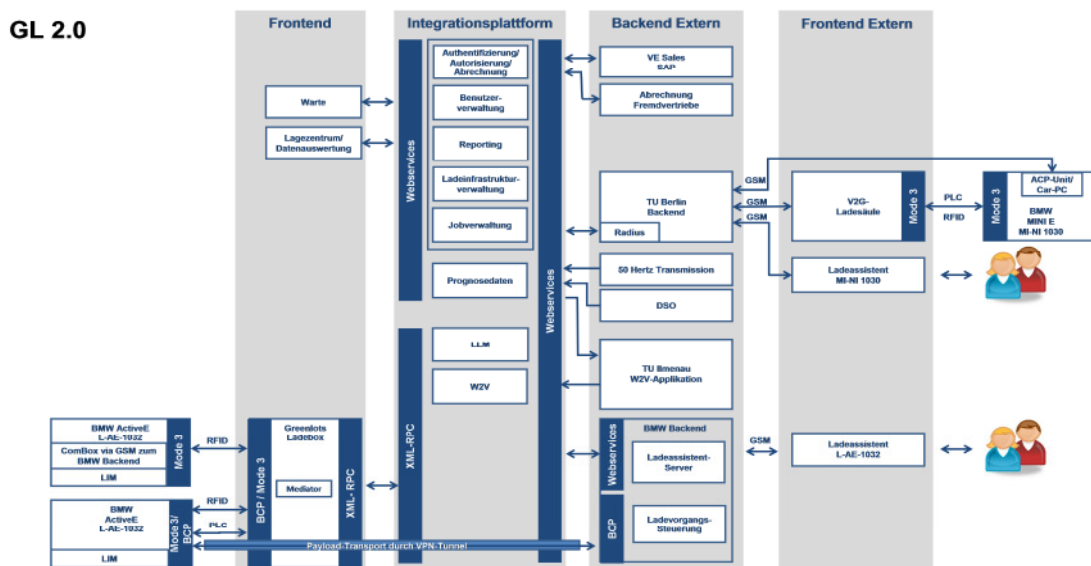 GL 2.0
Frontend
Integrationsplattform
Backend Extern
Frontend Extern
Warte
Lagezentrum/
Datenauswertung
Webservices
Authentifizierung/
Autorisierung/
Abrechnung
Benutzer-
verwaltung
Reporting
Ladeinfrastruktur-
verwaltung
Jobverwaltung
Prognosedaten
Webservices
VE Sales
SAP
Abrechnung
Fremdvertriebe
TU Berlin
Backend
Radius
50 Hertz Transmission
DSO
TU Ilmenau
W2V-Applikation
GSM
GSM
GSM
V2G-
Ladesäule
Mode 3
PLC
RFID
Mode 3
ACP-Unit/
Car-PC
BMW
MINI E
MI-NI 1030
Ladeassistent
MI-NI 1030
XML-RPC
LLM
W2V
BMW ActiveE
L-AE-1032
ComBox via GSM zum
BMW Backend
LIM
Mode 3
RFID
BMW
ActiveE
L-AE-1032
LIM
Mode 3/
BCP
RFID
PLC
BCP / Mode 3
Greenlots
Ladebox
Mediator
XML- RPC
Payload-Transport durch VPN-Tunnel
Webservices
BCP
BMW Backend
Ladeassistent-
Server
Ladevorgangs-
Steuerung
GSM
Ladeassistent
L-AE-1032